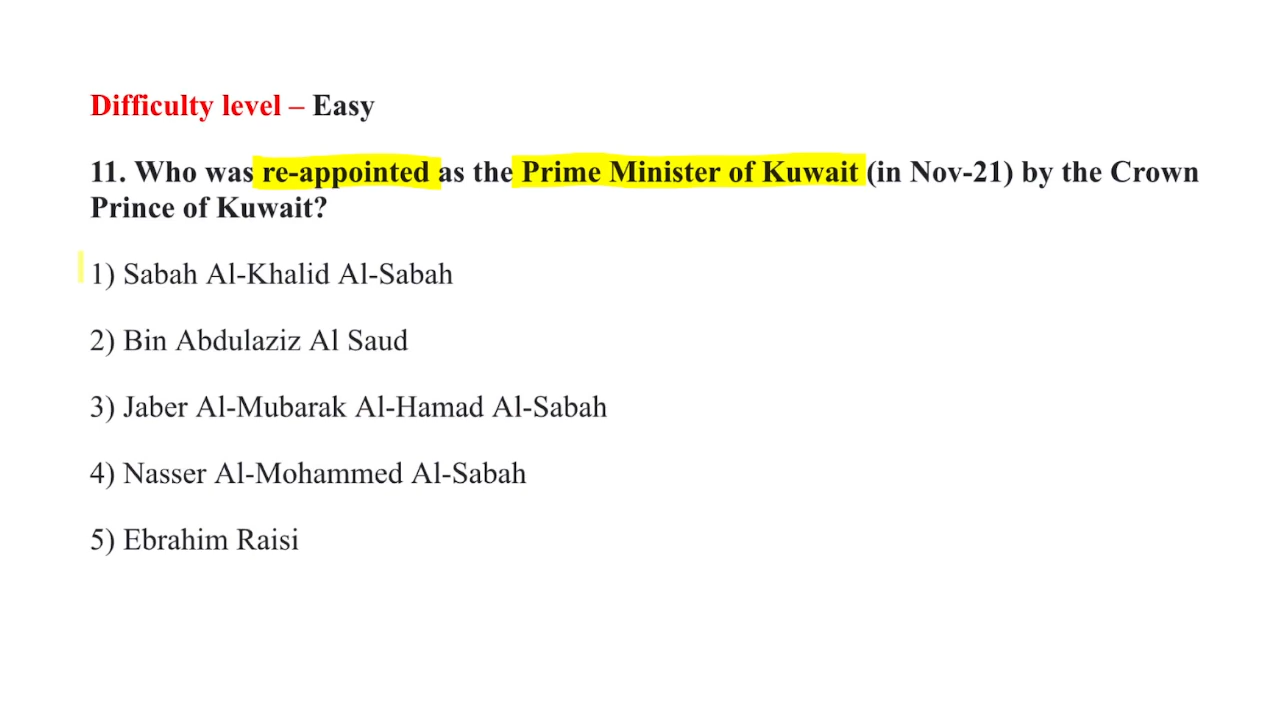 Difficulty level – Easy
11. Who was re-appointed as the Prime Minister of Kuwait (in Nov-21) by the Crown
Prince of Kuwait?
1) Sabah Al-Khalid Al-Sabah
2) Bin Abdulaziz Al Saud
3) Jaber Al-Mubarak Al-Hamad Al-Sabah
4) Nasser Al-Mohammed Al-Sabah
5) Ebrahim Raisi